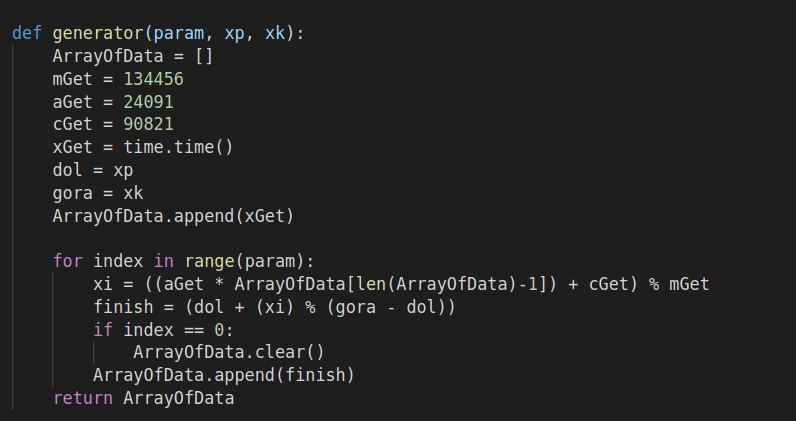 def generator(param, xp, xk):
    ArrayOfData = []
    mGet = 134456
    aGet = 24091
    cGet = 90821
    xGet = time.time()
    dol = xp
    gora = xk
    ArrayOfData.append(xGet)

    for index in range(param):
        xi = ((aGet * ArrayOfData[len(ArrayOfData)-1]) + cGet) % mGet
        finish = (dol + (xi) % (gora - dol))
        if index == 0:
            ArrayOfData.clear()
        ArrayOfData.append(finish)
    return ArrayOfData